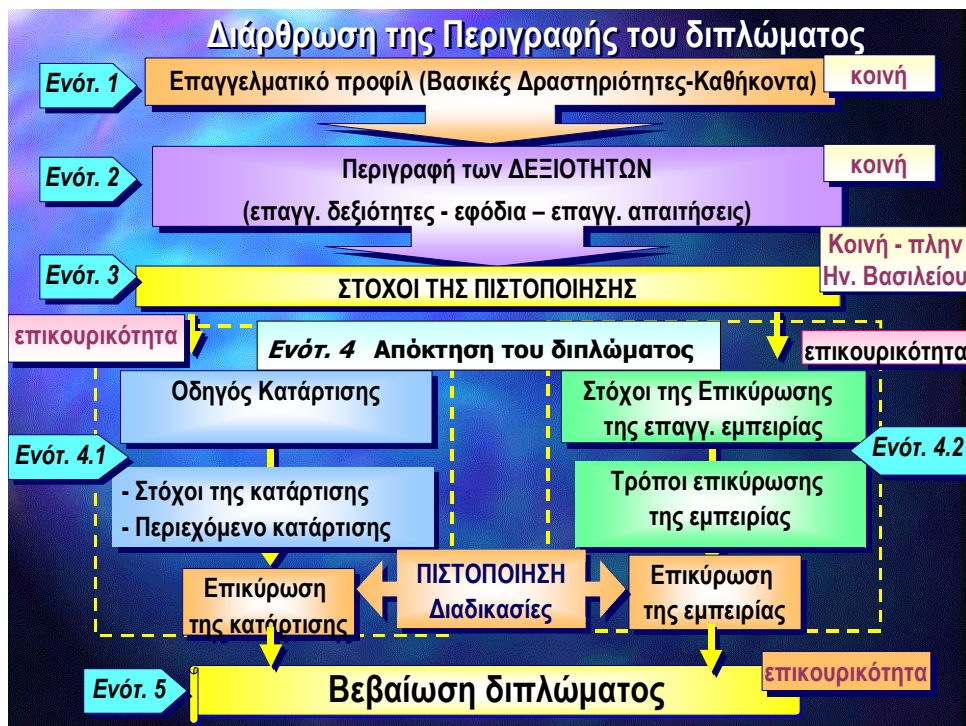 Διάρθρωση της Περιγραφής του διπλώματος
Ενότ. 1
Επαγγελματικό προφίλ (Βασικές Δραστηριότητες-Καθήκοντα)
κοινή
Ενότ. 2
Περιγραφή των ΔΕΞΙΟΤΗΤΩΝ
(επαγγ. δεξιότητες - εφόδια – επαγγ. απαιτήσεις)
κοινή
Ενότ. 3
ΣΤΟΧΟΙ ΤΗΣ ΠΙΣΤΟΠΟΙΗΣΗΣ
Κοινή - πλην
Ην. Βασιλείου
επικουρικότητα
Ενότ. 4 Απόκτηση του διπλώματος
επικουρικότητα
Ενότ. 4.1
Οδηγός Κατάρτισης
- Στόχοι της κατάρτισης
- Περιεχόμενο κατάρτισης
Επικύρωση
της κατάρτισης
Στόχοι της Επικύρωσης
της επαγγ. εμπειρίας
Ενότ. 4.2
Τρόποι επικύρωσης
της εμπειρίας
ΠΙΣΤΟΠΟΙΗΣΗ
Διαδικασίες
Επικύρωση
της εμπειρίας
Ενότ. 5
Βεβαίωση διπλώματος
επικουρικότητα